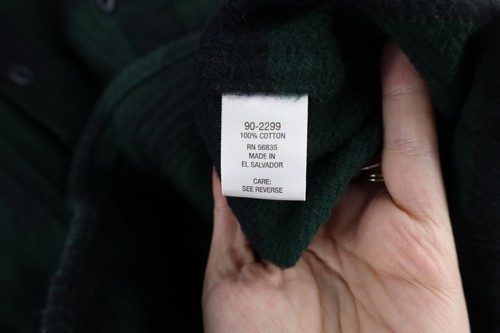 90-2299
100% COTTON
RN 56835
MADE IN
EL SALVADOR
CARE:
SEE REVERSE